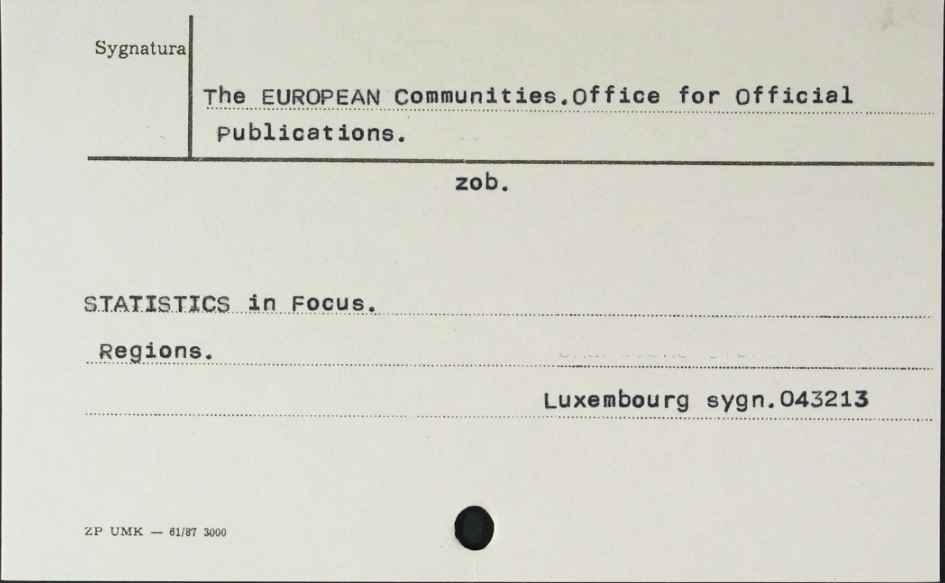 Sygnatura
The EUROPEAN Communities.Office for Official
Publications.
zob.
STATISTICS in Focus.
Regions.
Luxembourg sygn.043213
ZP UMK — 61/87 3000